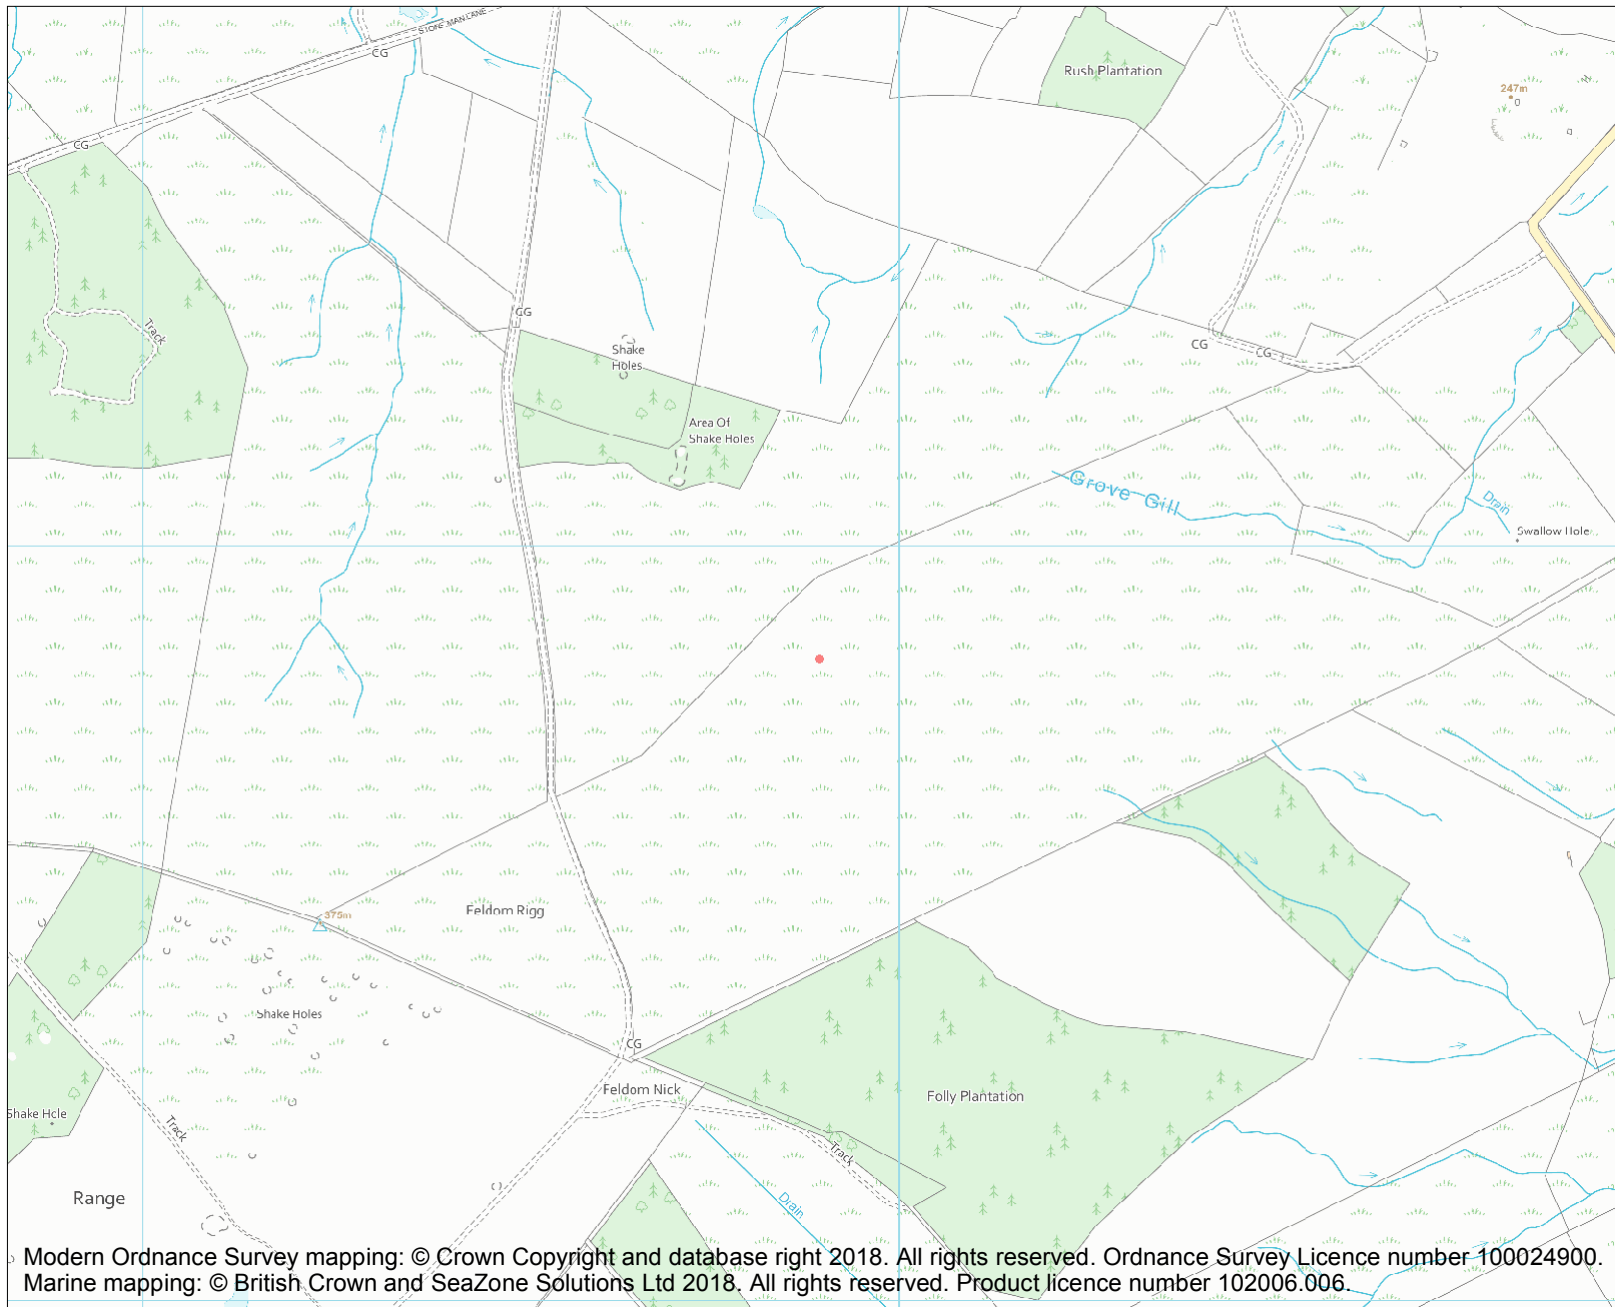 STONE MAN LANE
CG
Rush Plantation
247m
CG
Track
CG
Shake
Holes
CG
CG
Area Of
Shake Holes
Grove Gill
Drain
Swallow Hole
375m
Feldom Rigg
Shake Holes
CG
Feldom Nick
Folly Plantation
Shake Hole
Track
Track
Range
Drain
Modern Ordnance Survey mapping: © Crown Copyright and database right 2018. All rights reserved. Ordnance Survey Licence number 100024900.
Marine mapping: © British Crown and SeaZone Solutions Ltd 2018. All rights reserved. Product licence number 102006.006.